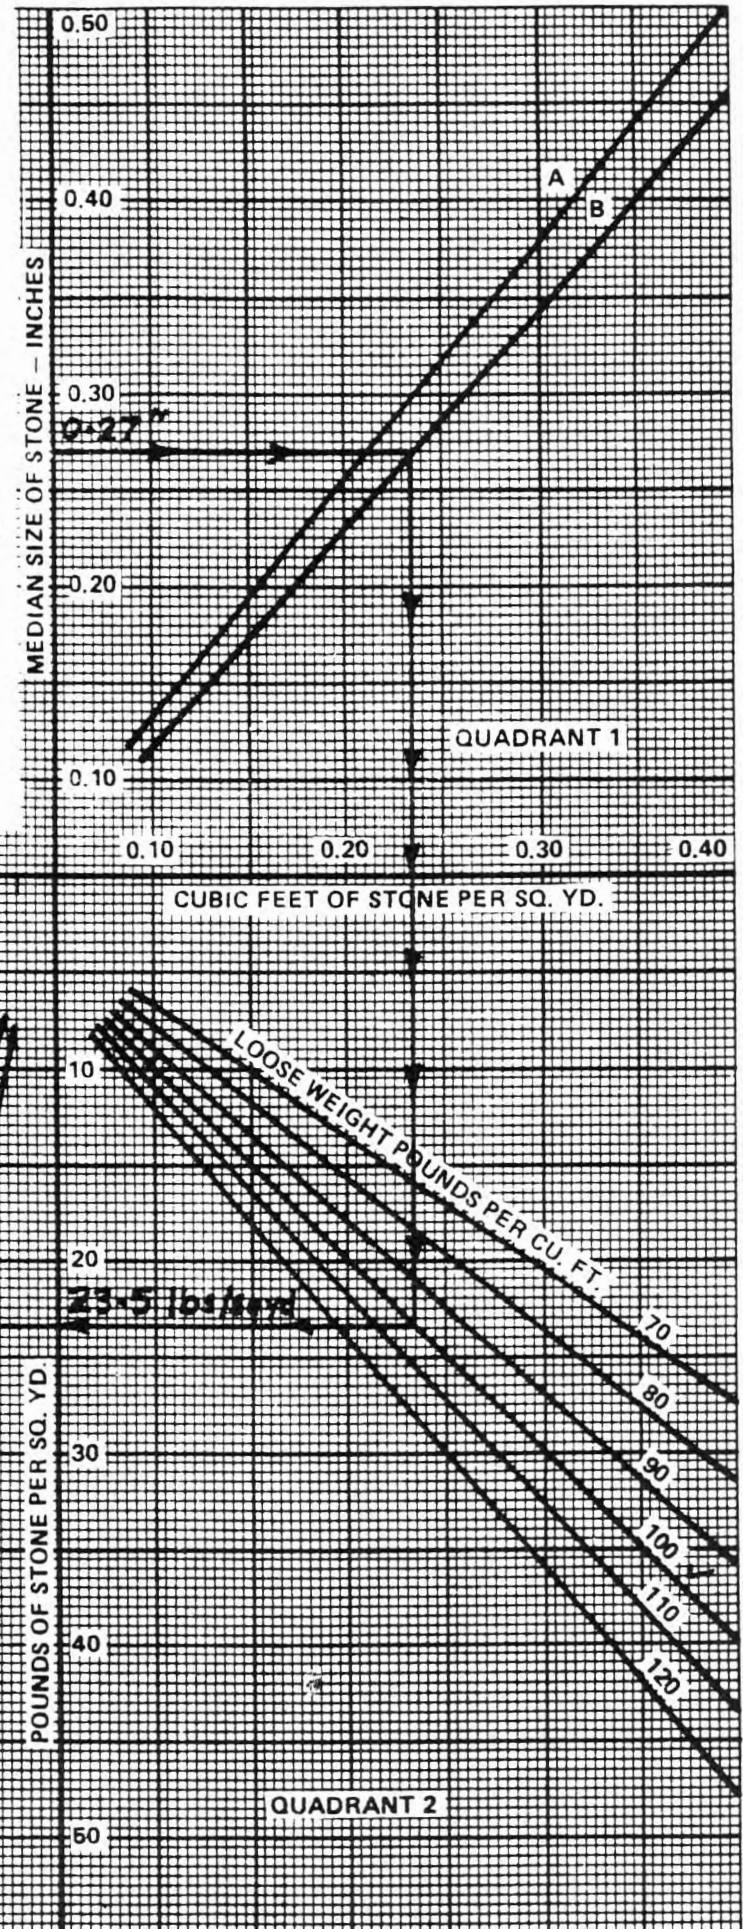 0.50
A
0.40
B
MEDIAN SIZE OF STONE – INCHES
0.30
0.27"
0.20
QUADRANT 1
0.10
0.10 0.20 0.30 0.40
CUBIC FEET OF STONE PER SQ. YD.
10
LOOSE WEIGHT POUNDS PER CU. FT.
20
23.5 lbs/sqyd
70
POUNDS OF STONE PER SQ. YD.
80
30
90
100 ✓
110
40
120
QUADRANT 2
50